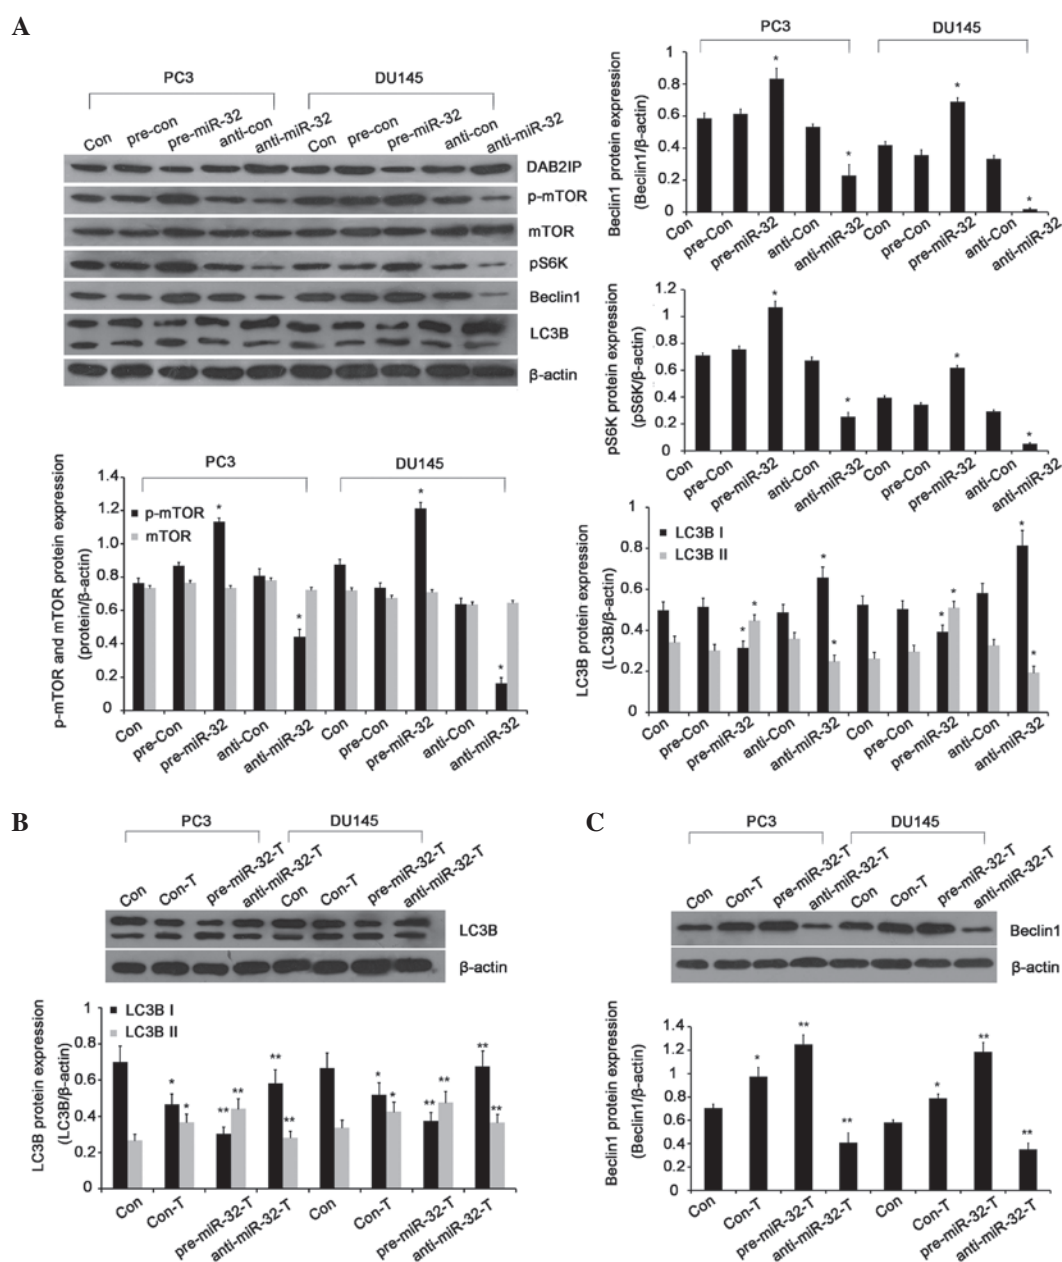 A
PC3 DU145
Con pre-con pre-miR-32 anti-con anti-miR-32 Con pre-con pre-miR-32 anti-con anti-miR-32
DAB2IP
p-mTOR
mTOR
pS6K
Beclin1
LC3B
β-actin
PC3 DU145
Beclin1 protein expression
(Beclin1/β-actin)
1
0.8
0.6
0.4
0.2
0
* * * *
Con pre-Con pre-miR-32 anti-Con anti-miR-32 Con pre-Con pre-miR-32 anti-Con anti-miR-32
pS6K protein expression
(pS6K/β-actin)
1.2
1
0.8
0.6
0.4
0.2
0
* * * *
Con pre-Con pre-miR-32 anti-Con anti-miR-32 Con pre-Con pre-miR-32 anti-Con anti-miR-32
PC3 DU145
p-mTOR and mTOR protein expression
(protein/β-actin)
1.4
1.2
1.0
0.8
0.6
0.4
0.2
0
p-mTOR
mTOR
* * * *
Con pre-Con pre-miR-32 anti-Con anti-miR-32 Con pre-Con pre-miR-32 anti-Con anti-miR-32
LC3B protein expression
(LC3B/β-actin)
1
0.8
0.6
0.4
0.2
0
LC3B I
LC3B II
* * * * * * * *
Con pre-Con pre-miR-32 anti-Con anti-miR-32 Con pre-Con pre-miR-32 anti-Con anti-miR-32
B
PC3 DU145
Con Con-T pre-miR-32-T anti-miR-32-T Con Con-T pre-miR-32-T anti-miR-32-T
LC3B
β-actin
LC3B protein expression
(LC3B/β-actin)
1
0.8
0.6
0.4
0.2
0
LC3B I
LC3B II
* * ** ** ** ** * * ** ** ** **
Con Con-T pre-miR-32-T anti-miR-32-T Con Con-T pre-miR-32-T anti-miR-32-T
C
PC3 DU145
Con Con-T pre-miR-32-T anti-miR-32-T Con Con-T pre-miR-32-T anti-miR-32-T
Beclin1
β-actin
Beclin1 protein expression
(Beclin1/β-actin)
1.4
1.2
1
0.8
0.6
0.4
0.2
0
* ** ** * ** **
Con Con-T pre-miR-32-T anti-miR-32-T Con Con-T pre-miR-32-T anti-miR-32-T